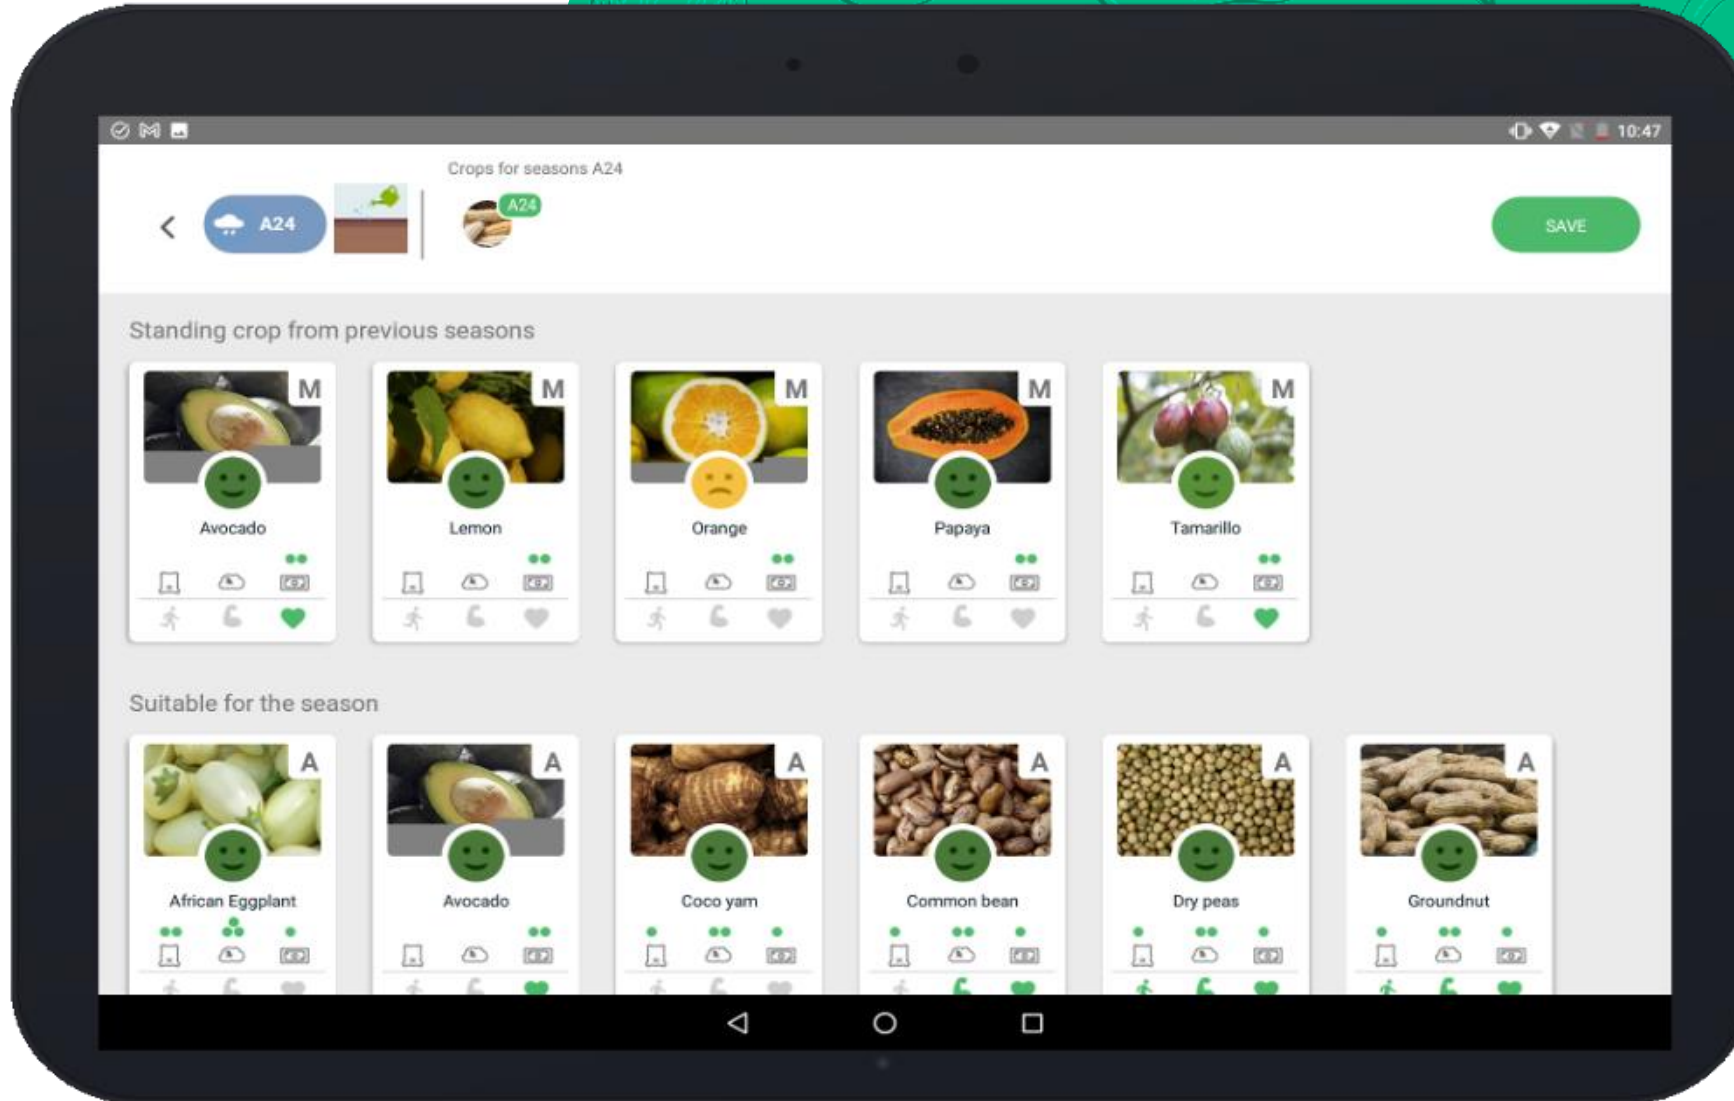 10:47
Crops for seasons A24
A24
A24
SAVE
Standing crop from previous seasons
M
M
M
M
M
Avocado
Lemon
Orange
Papaya
Tamarillo
Suitable for the season
A
A
A
A
A
A
African Eggplant
Avocado
Coco yam
Common bean
Dry peas
Groundnut